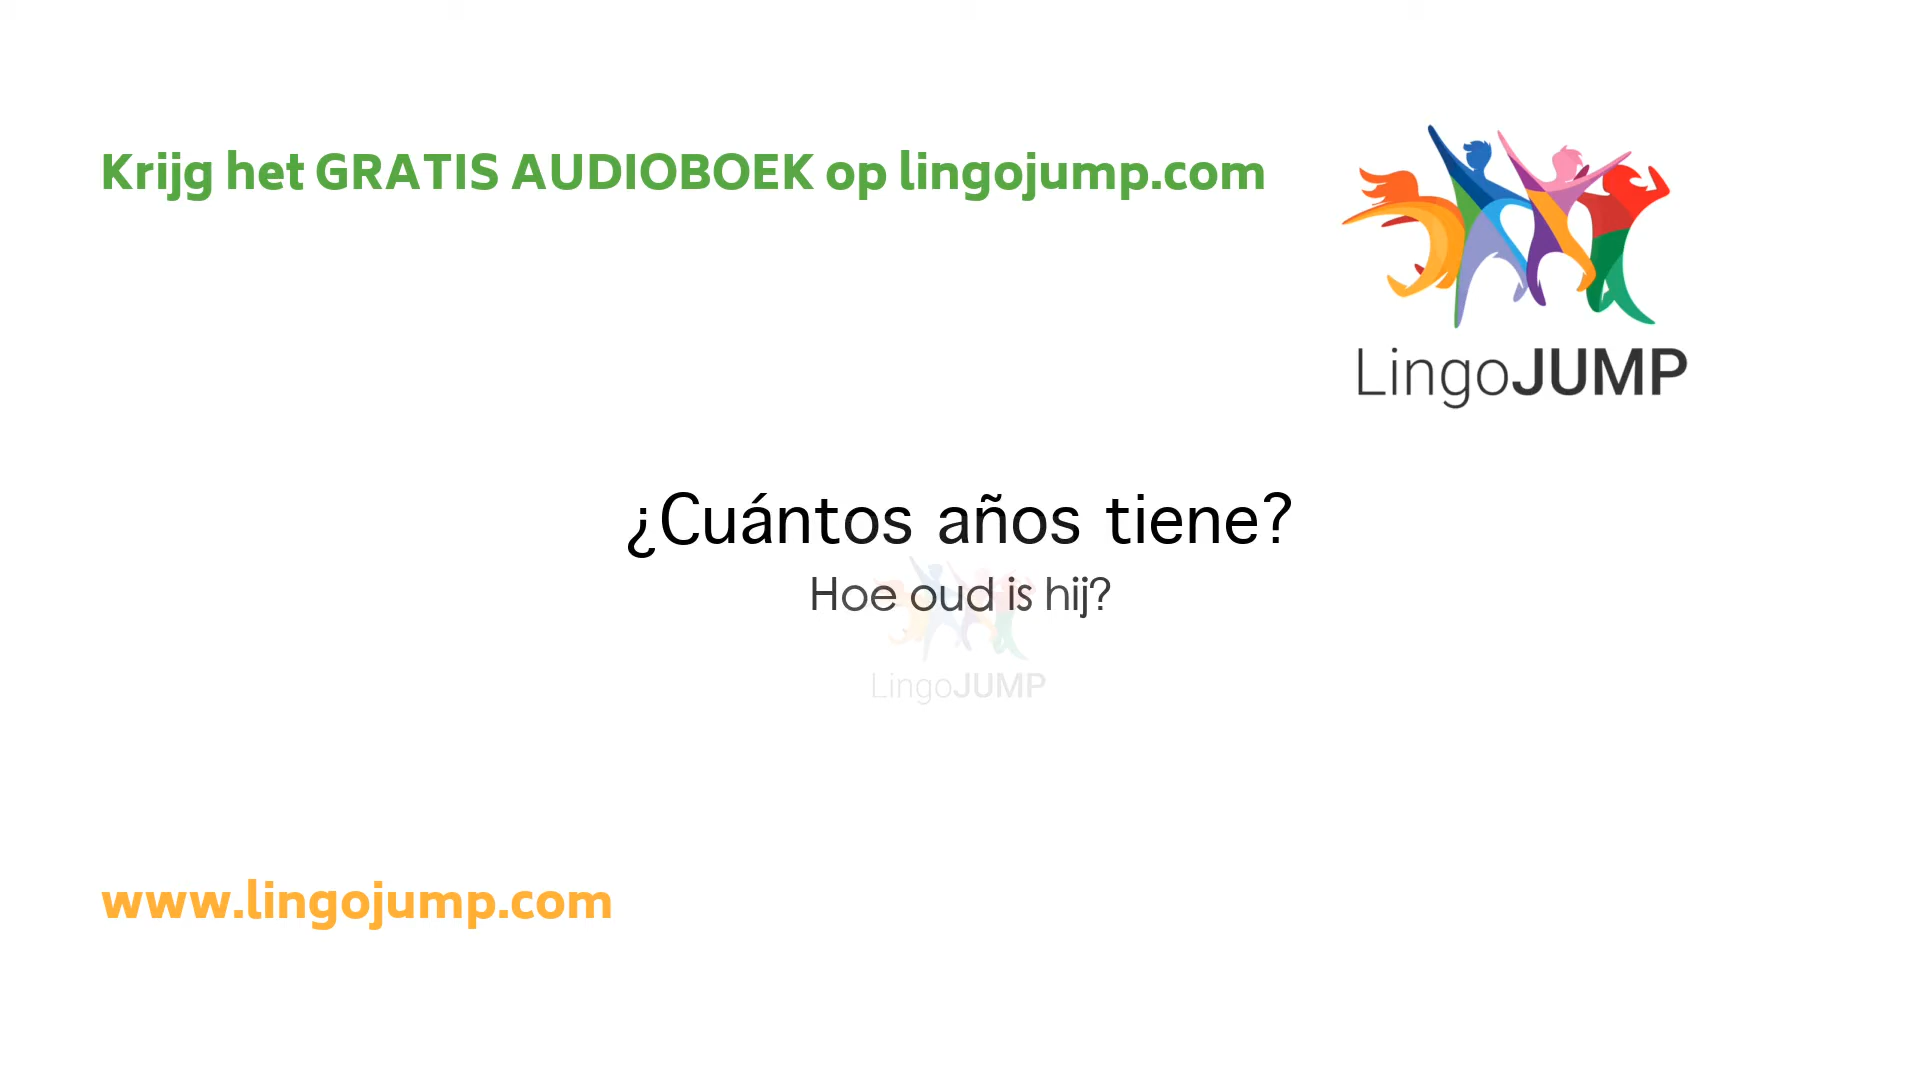 Krijg het GRATIS AUDIOBOEK op lingojump.com
LingoJUMP
¿Cuántos años tiene?
Hoe oud is hij?
LingoJUMP
www.lingojump.com